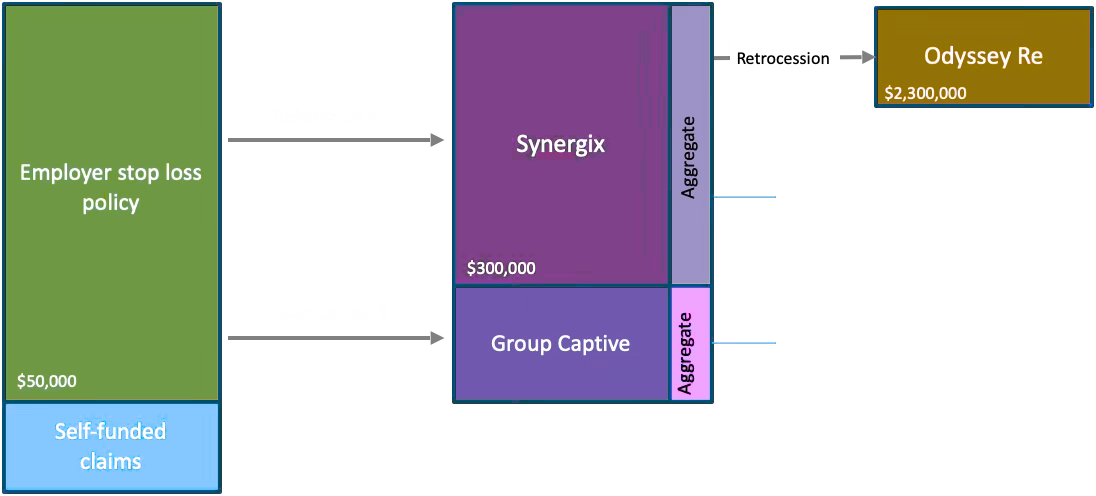 Employer stop loss
policy
$50,000
Self-funded
claims
Synergix
$300,000
Aggregate
Group Captive
Aggregate
Retrocession
Odyssey Re
$2,300,000